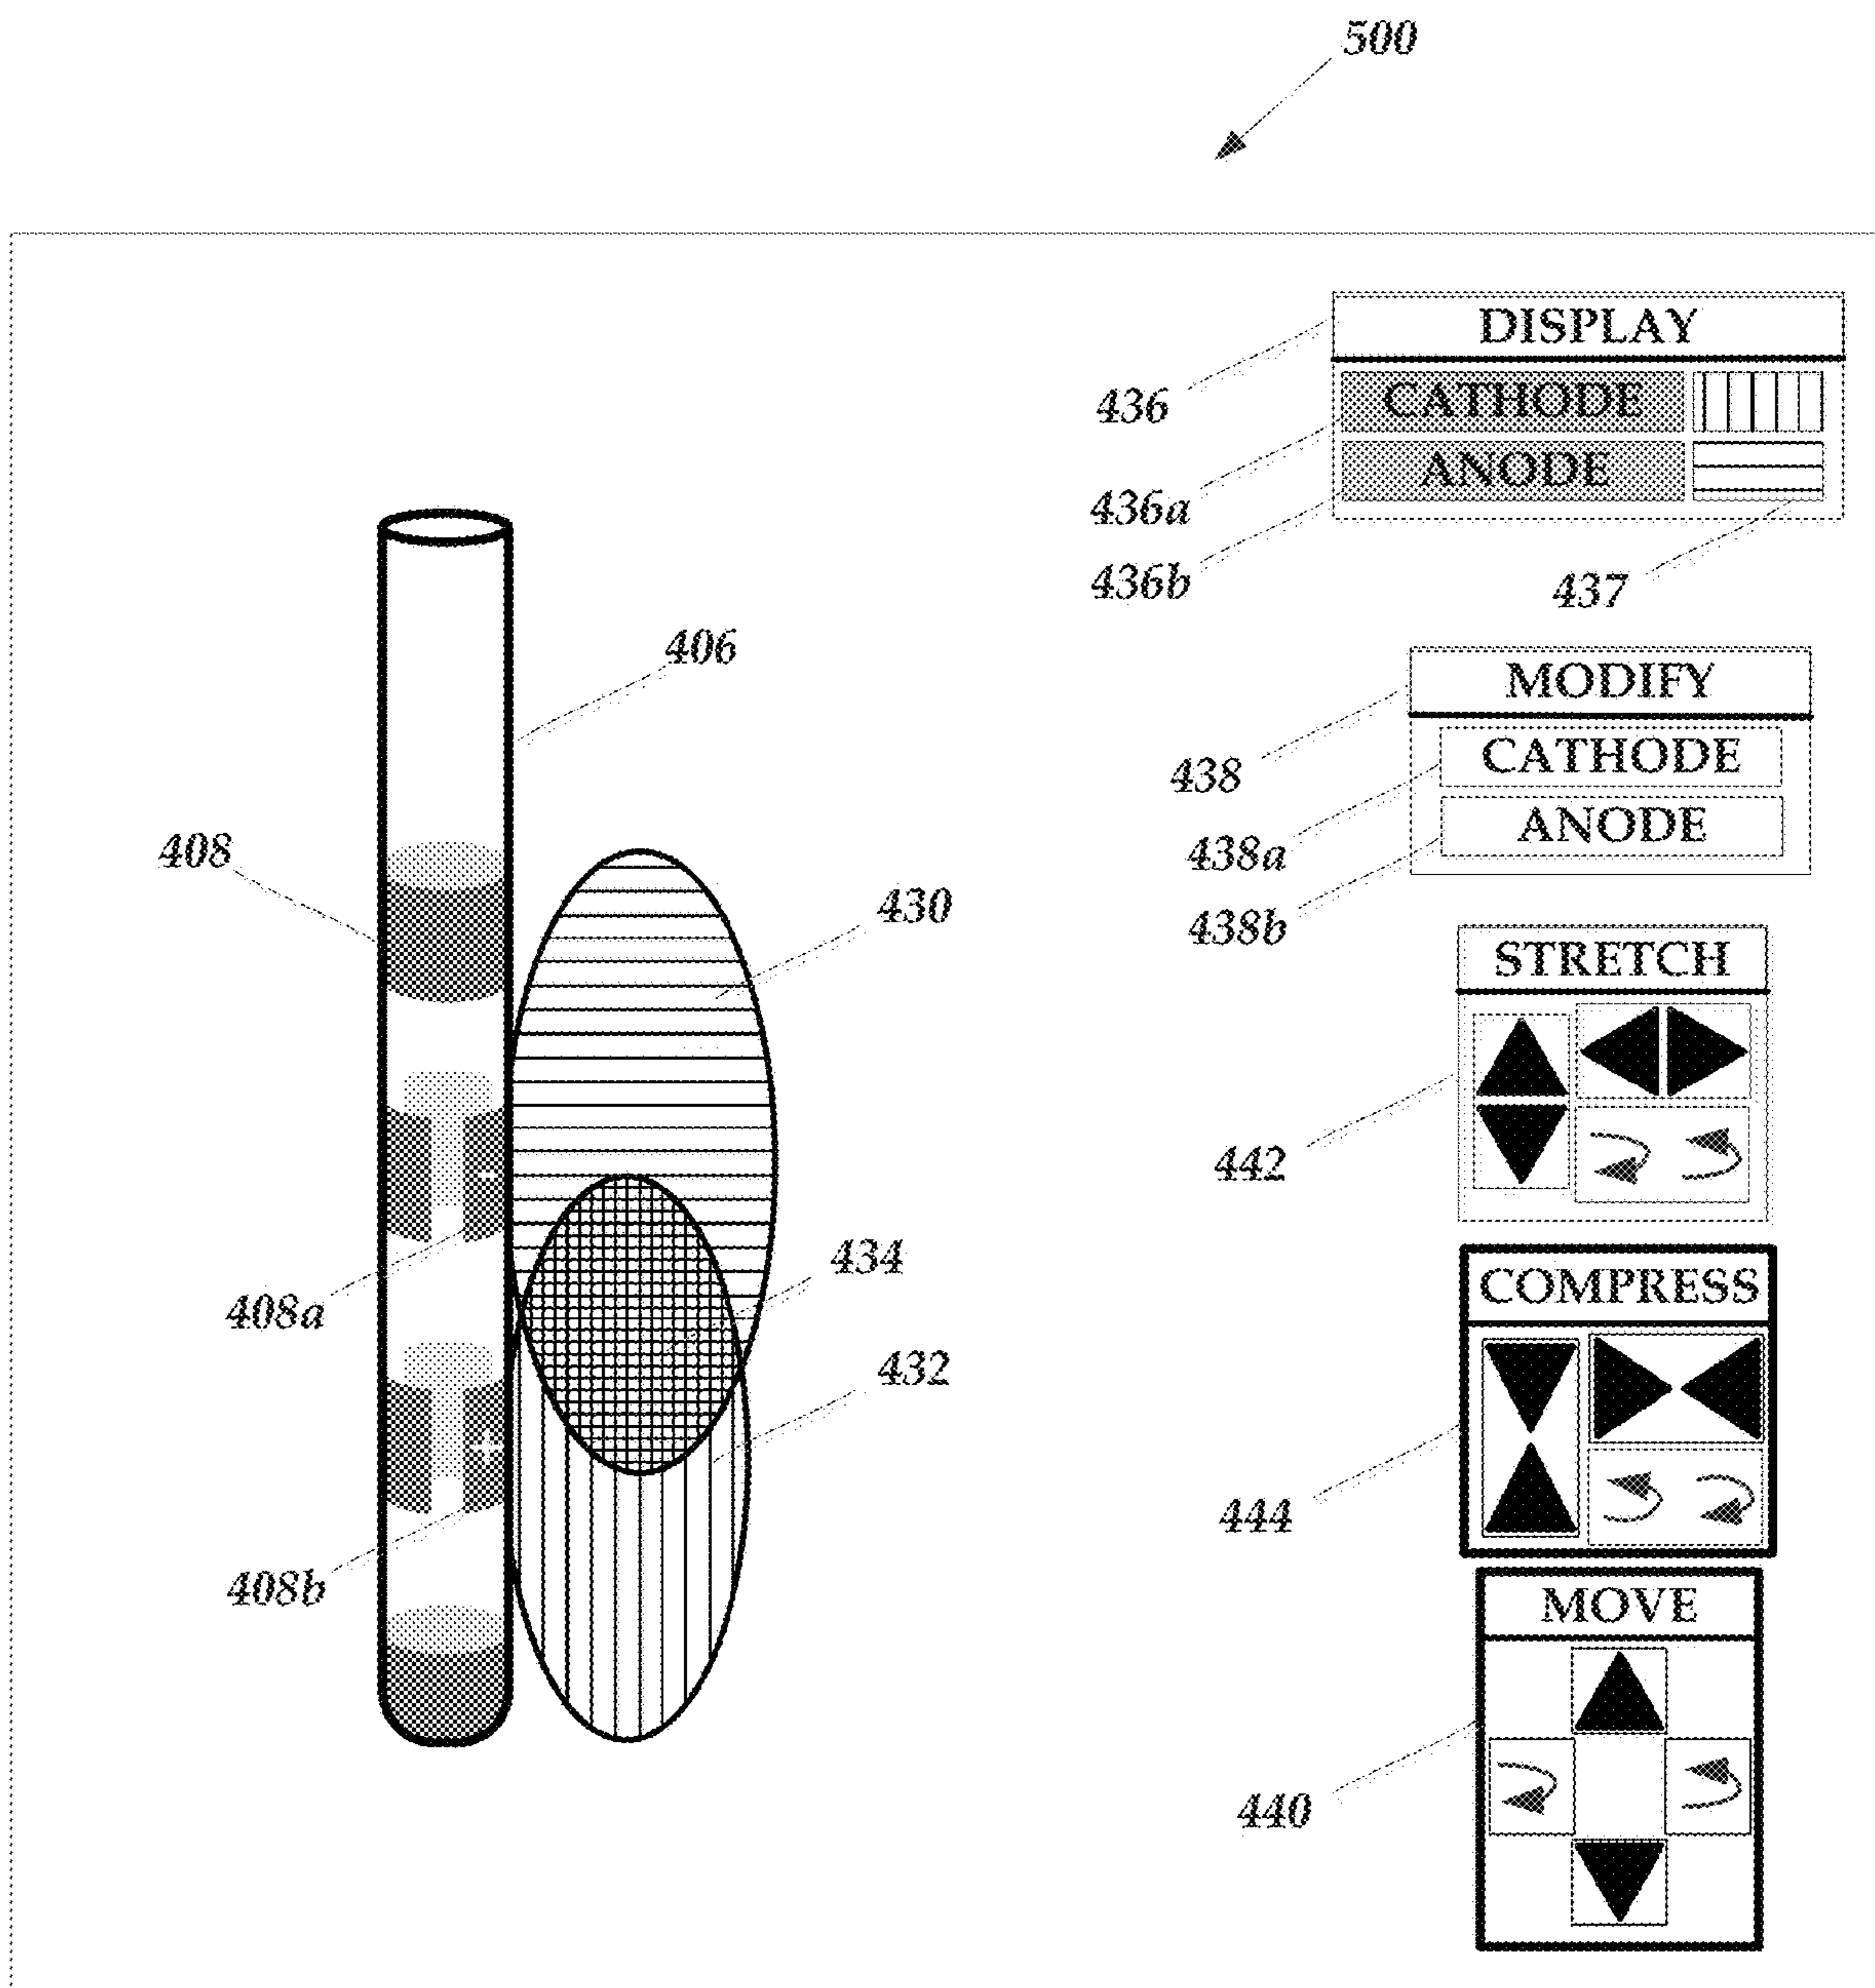 500
DISPLAY
CATHODE
436
ANODE
436a
436b
437
406
MODIFY
CATHODE
438
ANODE
408
438a
430
438b
STRETCH
442
-
434
COMPRESS
408a
432
+
444
408b
MOVE
440